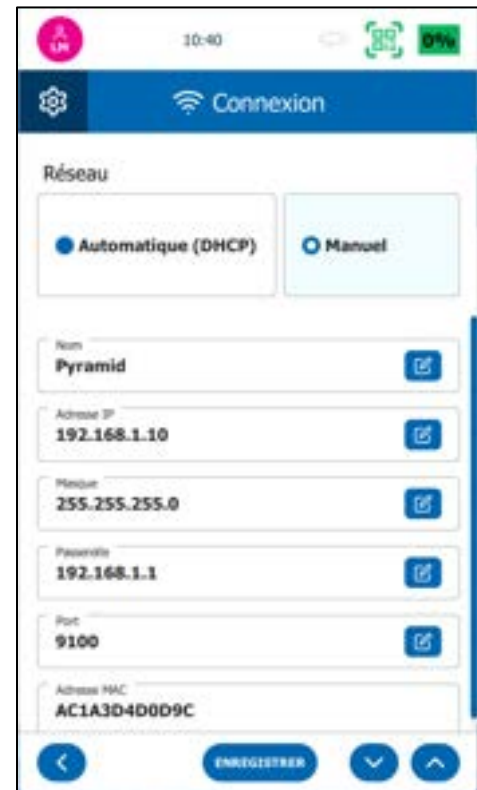 LM
10:40
0%
Connexion
Réseau
Automatique (DHCP)
Manuel
Nom
Pyramid
Adresse IP
192.168.1.10
Masque
255.255.255.0
Passerelle
192.168.1.1
Port
9100
Adresse MAC
AC1A3D4D0D9C
ENREGISTRER